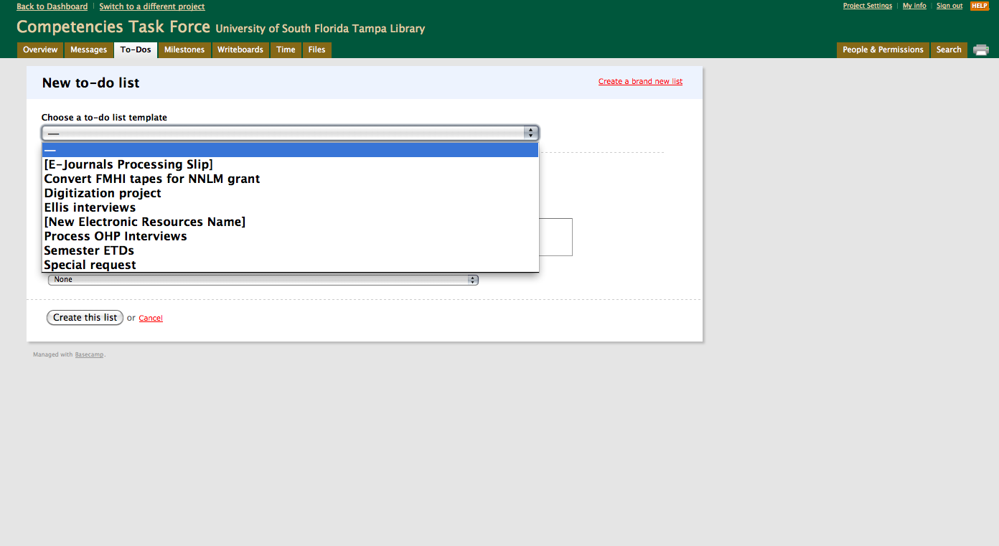 Back to Dashboard | Switch to a different project
Project Settings | My info | Sign out HELP
Competencies Task Force University of South Florida Tampa Library
Overview Messages To-Dos Milestones Writeboards Time Files
People & Permissions Search
New to-do list
Create a brand new list
Choose a to-do list template
—
—
[E-Journals Processing Slip]
Convert FMHI tapes for NNLM grant
Digitization project
Ellis interviews
[New Electronic Resources Name]
Process OHP Interviews
Semester ETDs
Special request
None
Create this list or Cancel
Managed with Basecamp.